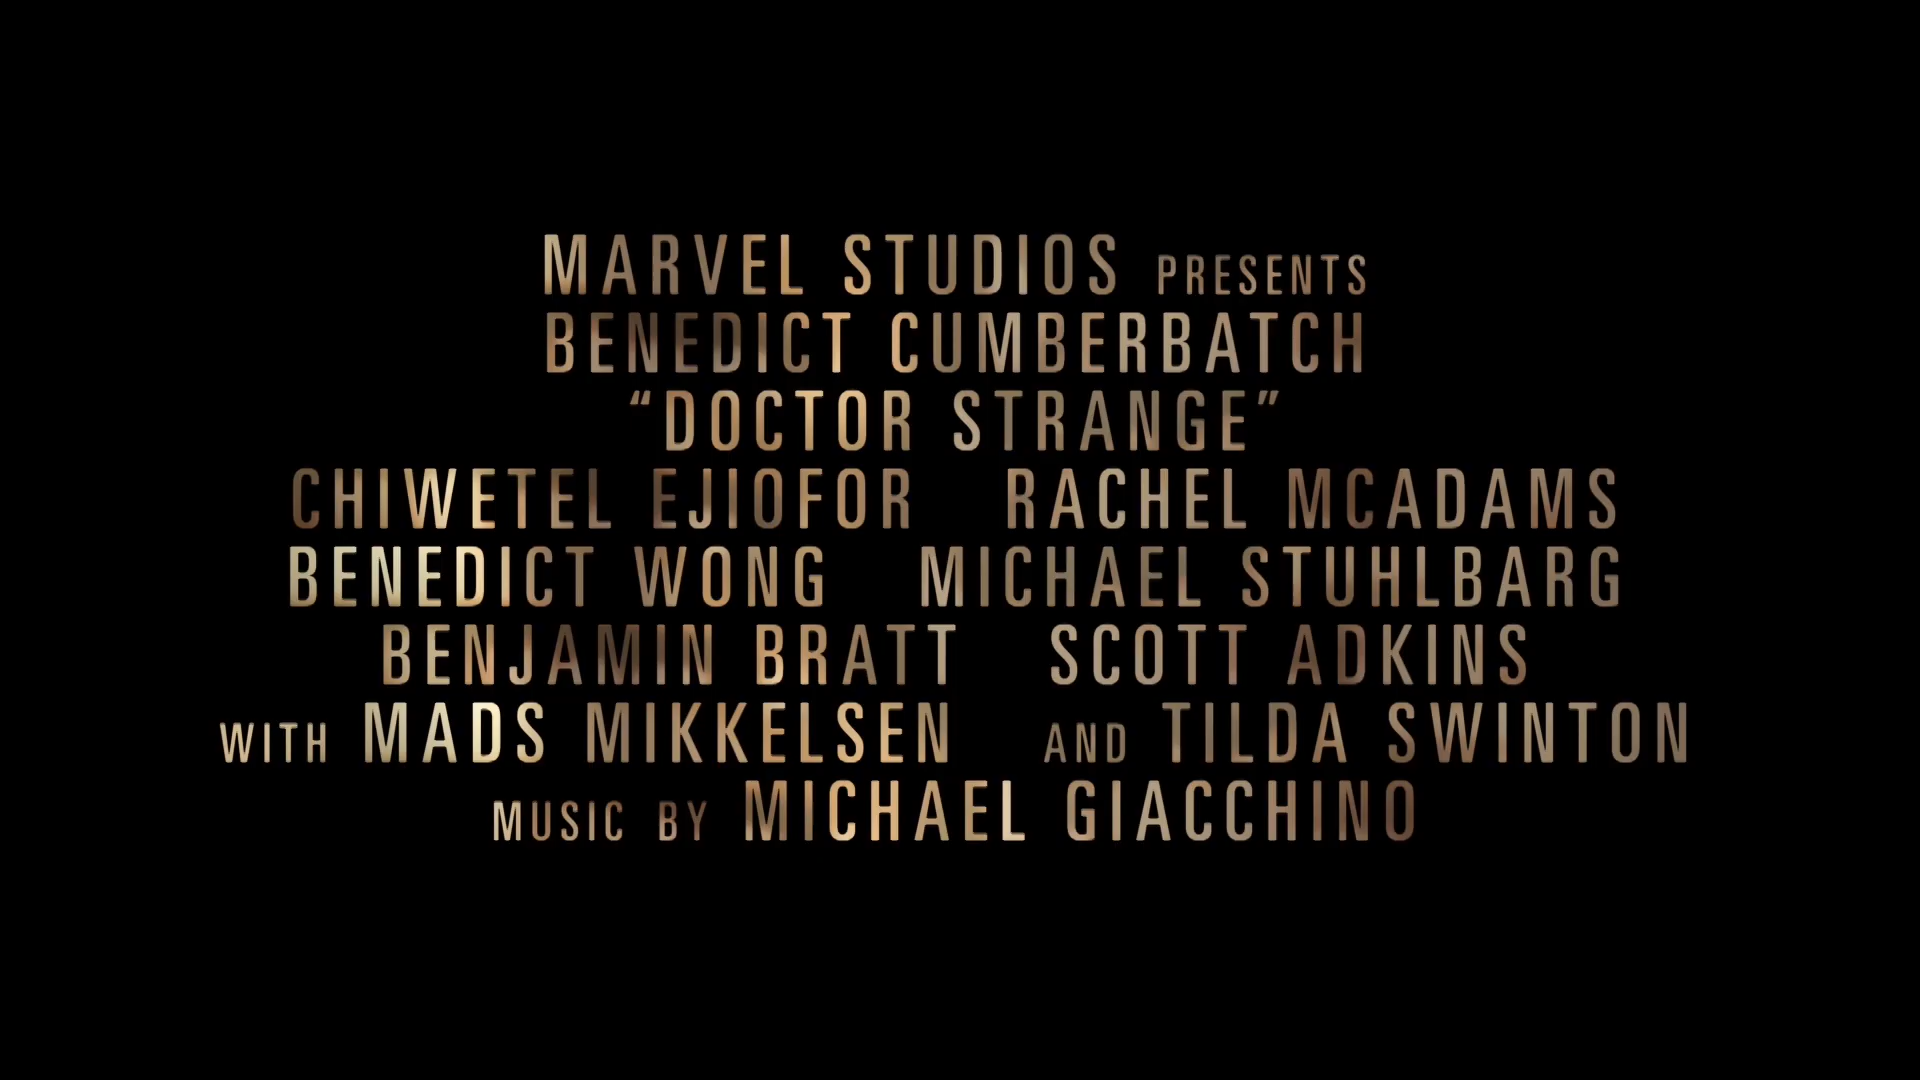 MARVEL STUDIOS PRESENTS
BENEDICT CUMBERBATCH
“DOCTOR STRANGE”
CHIWETEL EJIOFOR RACHEL MCADAMS
BENEDICT WONG MICHAEL STUHLBARG
BENJAMIN BRATT SCOTT ADKINS
WITH MADS MIKKELSEN AND TILDA SWINTON
MUSIC BY MICHAEL GIACCHINO